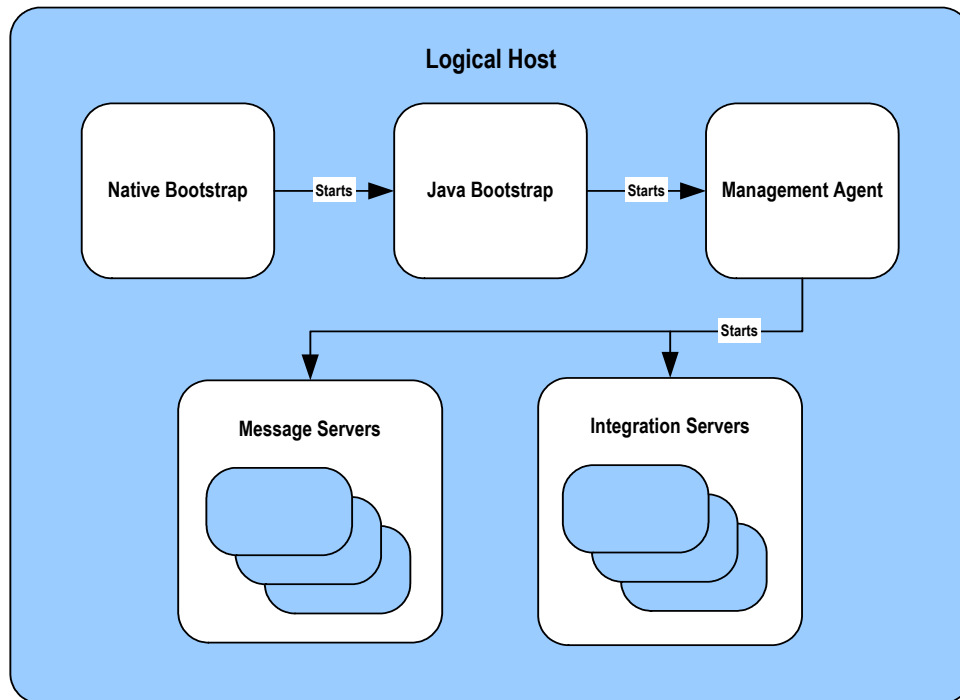 Logical Host
Native Bootstrap
Starts
Java Bootstrap
Starts
Management Agent
Starts
Message Servers
Integration Servers